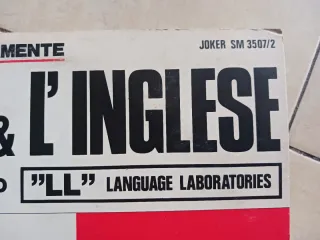 MENTE
JOKER SM 3507/2
& L'INGLESE
"LL" LANGUAGE LABORATORIES